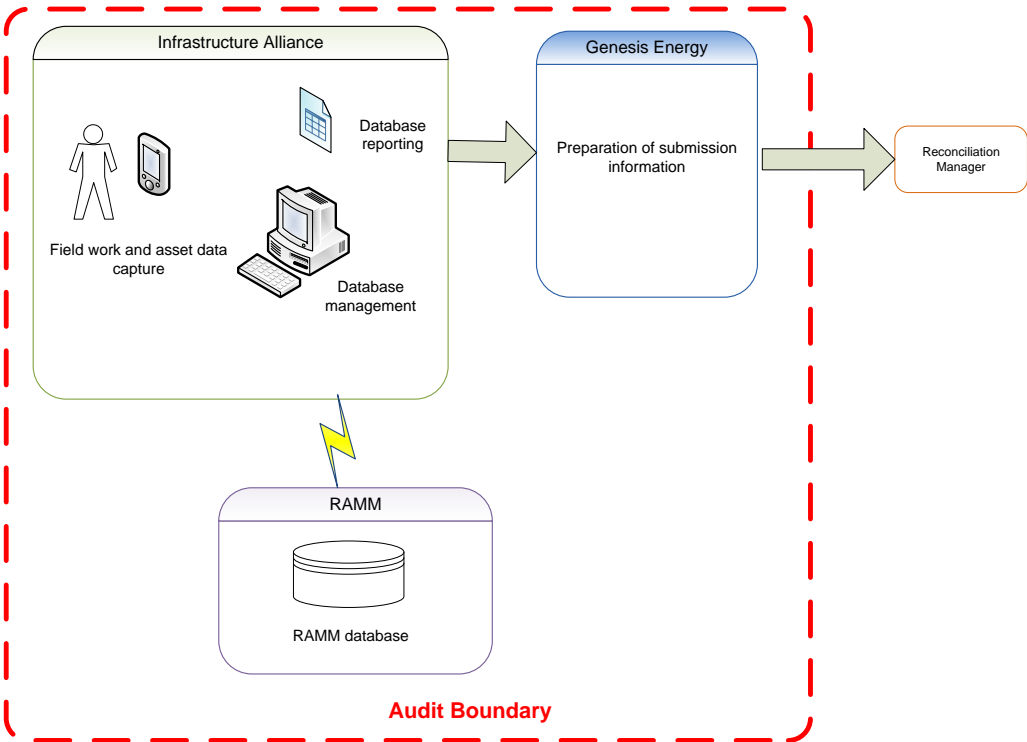 Infrastructure Alliance
Genesis Energy
Database
reporting
Preparation of submission
information
Reconciliation
Manager
Field work and asset data
capture
Database
management
RAMM
RAMM database
Audit Boundary